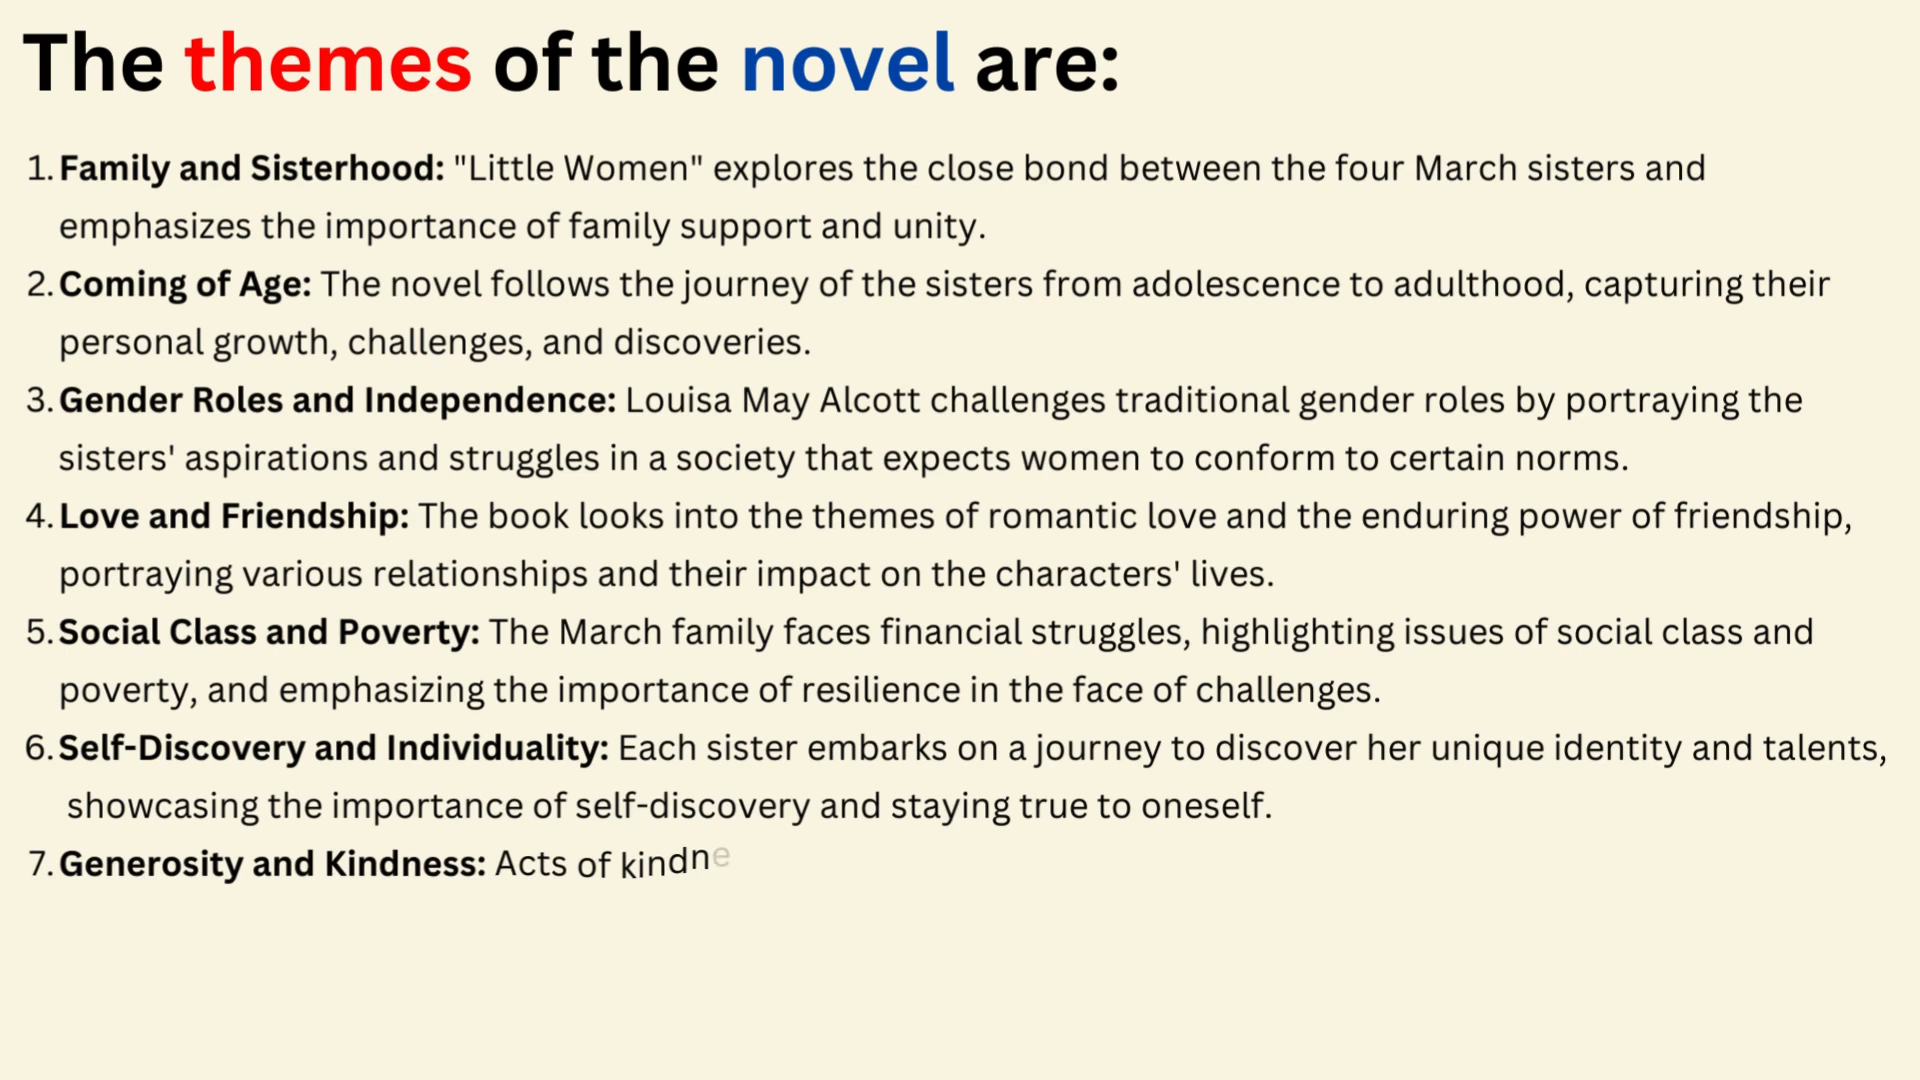 The themes of the novel are:
1. Family and Sisterhood: "Little Women" explores the close bond between the four March sisters and
emphasizes the importance of family support and unity.
2. Coming of Age: The novel follows the journey of the sisters from adolescence to adulthood, capturing their
personal growth, challenges, and discoveries.
3. Gender Roles and Independence: Louisa May Alcott challenges traditional gender roles by portraying the
sisters' aspirations and struggles in a society that expects women to conform to certain norms.
4. Love and Friendship: The book looks into the themes of romantic love and the enduring power of friendship,
portraying various relationships and their impact on the characters' lives.
5. Social Class and Poverty: The March family faces financial struggles, highlighting issues of social class and
poverty, and emphasizing the importance of resilience in the face of challenges.
6. Self-Discovery and Individuality: Each sister embarks on a journey to discover her unique identity and talents,
showcasing the importance of self-discovery and staying true to oneself.
7. Generosity and Kindness: Acts of kindne